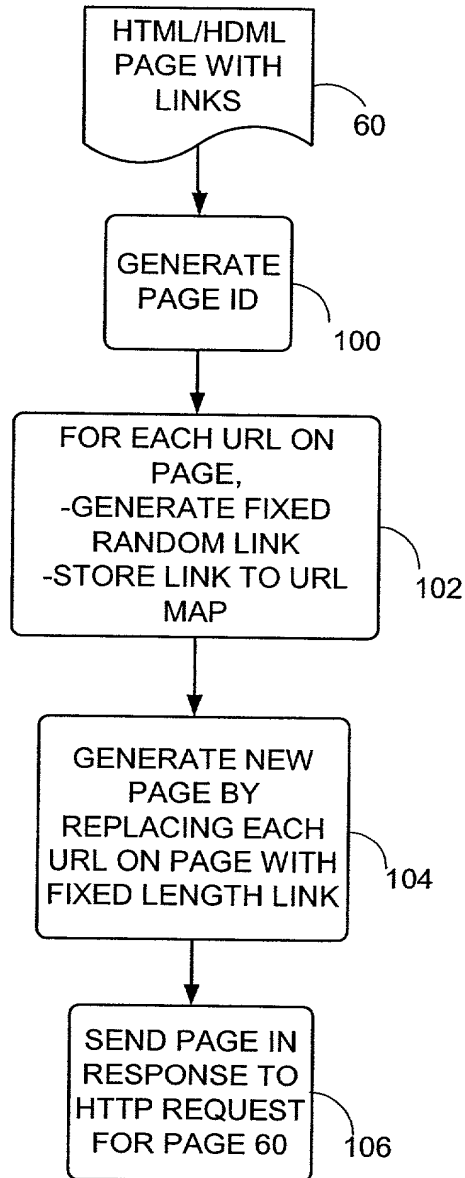 HTML/HDML
PAGE WITH
LINKS
60
GENERATE
PAGE ID
100
FOR EACH URL ON
PAGE,
-GENERATE FIXED
RANDOM LINK
-STORE LINK TO URL
MAP
102
GENERATE NEW
PAGE BY
REPLACING EACH
URL ON PAGE WITH
FIXED LENGTH LINK
104
SEND PAGE IN
RESPONSE TO
HTTP REQUEST
FOR PAGE 60
106